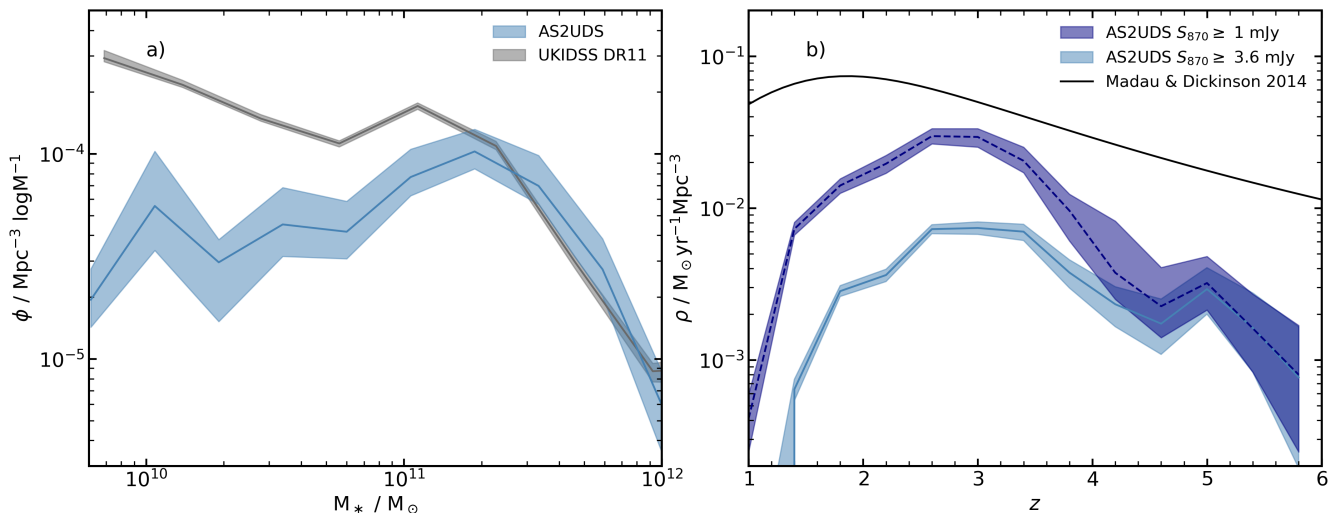 a)
AS2UDS
UKIDSS DR11
10⁻⁴
10⁻⁵
ϕ / Mpc⁻³ logM⁻¹
10¹⁰
10¹¹
10¹²
M∗ / M⊙
b)
AS2UDS S₈₇₀ ≥ 1 mJy
AS2UDS S₈₇₀ ≥ 3.6 mJy
Madau & Dickinson 2014
10⁻¹
10⁻²
10⁻³
ρ / M⊙yr⁻¹Mpc⁻³
1 2 3 4 5 6
z